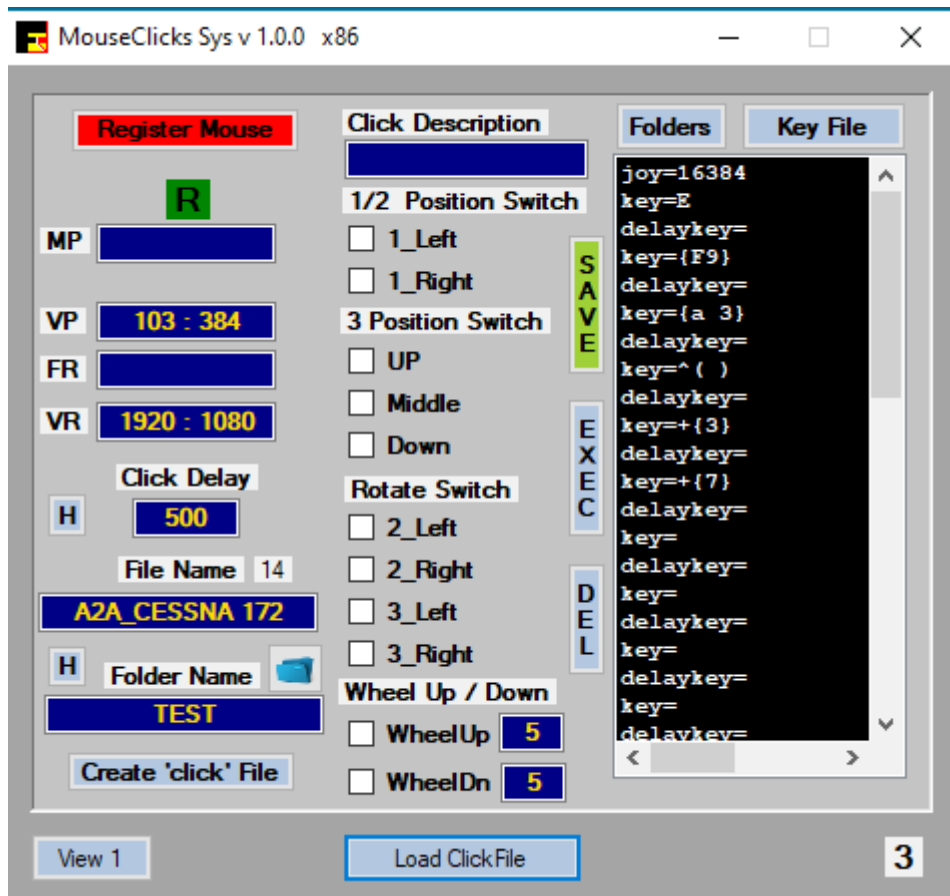 MouseClicks Sys v 1.0.0 x86
Register Mouse
R
MP
VP 103 : 384
FR
VR 1920 : 1080
Click Delay
H 500
File Name 14
A2A_CESSNA 172
H Folder Name
TEST
Create 'click' File
Click Description
1/2 Position Switch
1_Left
1_Right
3 Position Switch
UP
Middle
Down
Rotate Switch
2_Left
2_Right
3_Left
3_Right
Wheel Up / Down
WheelUp 5
WheelDn 5
SAVE
EXEC
DEL
Folders Key File
joy=16384
key=E
delaykey=
key={F9}
delaykey=
key={a 3}
delaykey=
key=^( )
delaykey=
key=+{3}
delaykey=
key=+{7}
delaykey=
key=
delaykey=
key=
delaykey=
key=
delaykey=
key=
delaykey=
View 1 Load ClickFile 3